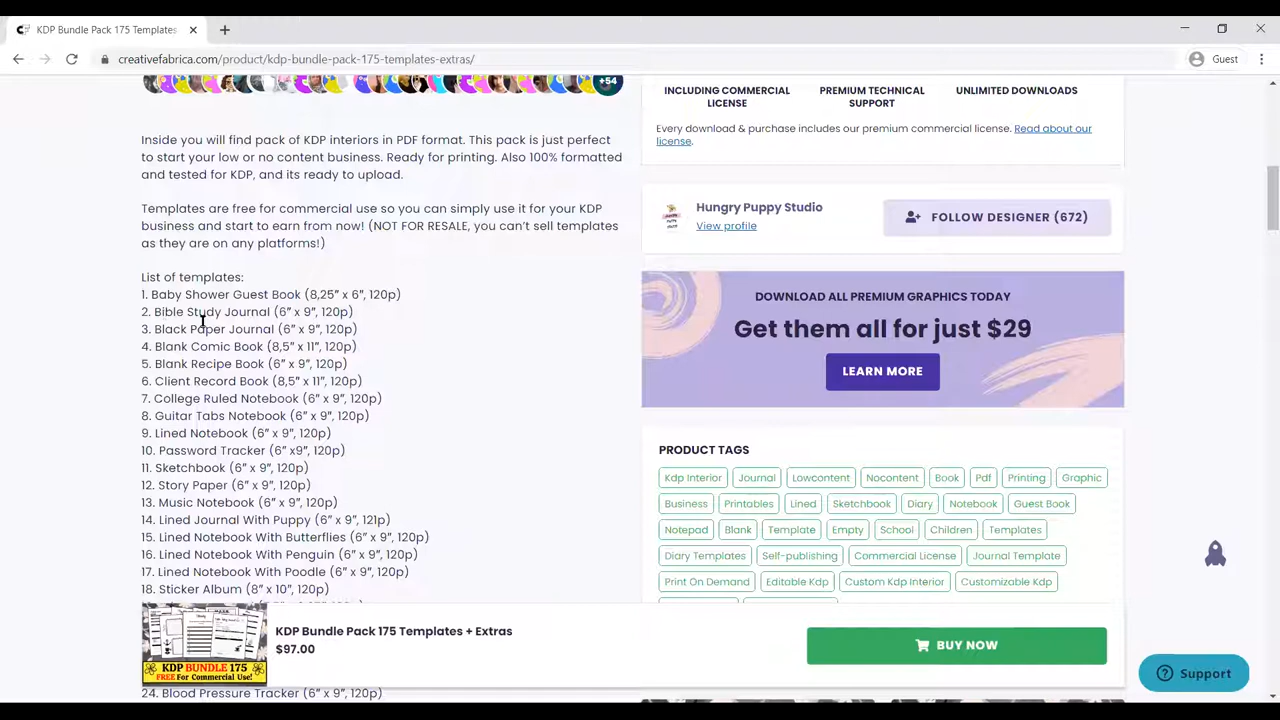 KDP Bundle Pack 175 Templates
creativefabrica.com/product/kdp-bundle-pack-175-templates-extras/
Guest
+54
Inside you will find pack of KDP interiors in PDF format. This pack is just perfect
to start your low or no content business. Ready for printing. Also 100% formatted
and tested for KDP, and its ready to upload.
Templates are free for commercial use so you can simply use it for your KDP
business and start to earn from now! (NOT FOR RESALE, you can't sell templates
as they are on any platforms!)
List of templates:
1. Baby Shower Guest Book (8,25" x 6", 120p)
2. Bible Study Journal (6" x 9", 120p)
3. Black Paper Journal (6" x 9", 120p)
4. Blank Comic Book (8,5" x 11", 120p)
5. Blank Recipe Book (6" x 9", 120p)
6. Client Record Book (8,5" x 11", 120p)
7. College Ruled Notebook (6" x 9", 120p)
8. Guitar Tabs Notebook (6" x 9", 120p)
9. Lined Notebook (6" x 9", 120p)
10. Password Tracker (6" x9", 120p)
11. Sketchbook (6" x 9", 120p)
12. Story Paper (6" x 9", 120p)
13. Music Notebook (6" x 9", 120p)
14. Lined Journal With Puppy (6" x 9", 121p)
15. Lined Notebook With Butterflies (6" x 9", 120p)
16. Lined Notebook With Penguin (6" x 9", 120p)
17. Lined Notebook With Poodle (6" x 9", 120p)
18. Sticker Album (8" x 10", 120p)
24. Blood Pressure Tracker (6" x 9", 120p)
INCLUDING COMMERCIAL
LICENSE
PREMIUM TECHNICAL
SUPPORT
UNLIMITED DOWNLOADS
Every download & purchase includes our premium commercial license. Read about our
license.
Hungry Puppy Studio
View profile
FOLLOW DESIGNER (672)
DOWNLOAD ALL PREMIUM GRAPHICS TODAY
Get them all for just $29
LEARN MORE
PRODUCT TAGS
Kdp Interior Journal Lowcontent Nocontent Book Pdf Printing Graphic
Business Printables Lined Sketchbook Diary Notebook Guest Book
Notepad Blank Template Empty School Children Templates
Diary Templates Self-publishing Commercial License Journal Template
Print On Demand Editable Kdp Custom Kdp Interior Customizable Kdp
KDP BUNDLE 175
FREE For Commercial Use!
KDP Bundle Pack 175 Templates + Extras
$97.00
BUY NOW
Support